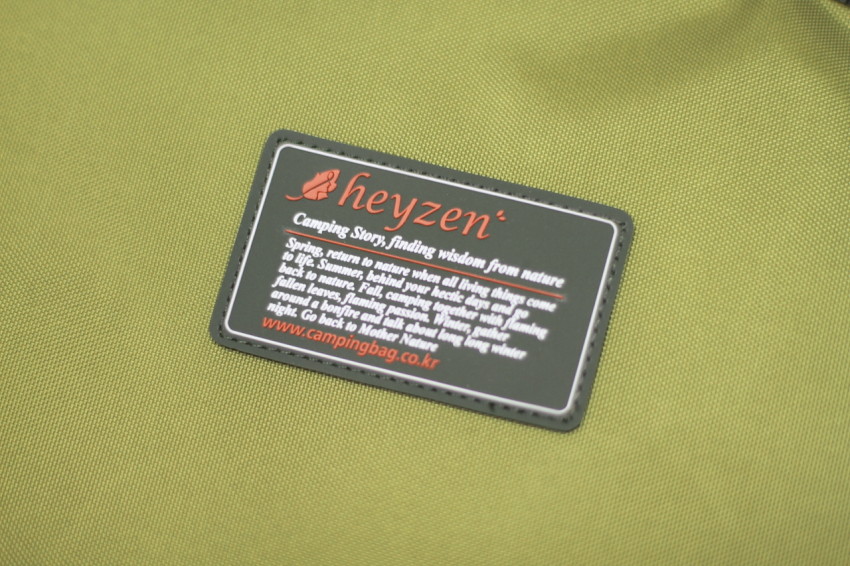 heyzen
Camping Story, finding wisdom from nature
Spring, return to nature when all living things come
to life. Summer, behind your hectic days and go
back to nature. Fall, camping together with flaming
fallen leaves, flaming passion. Winter, gather
around a bonfire and talk about long long winter
night. Go back to Mother Nature
www.campingbag.co.kr